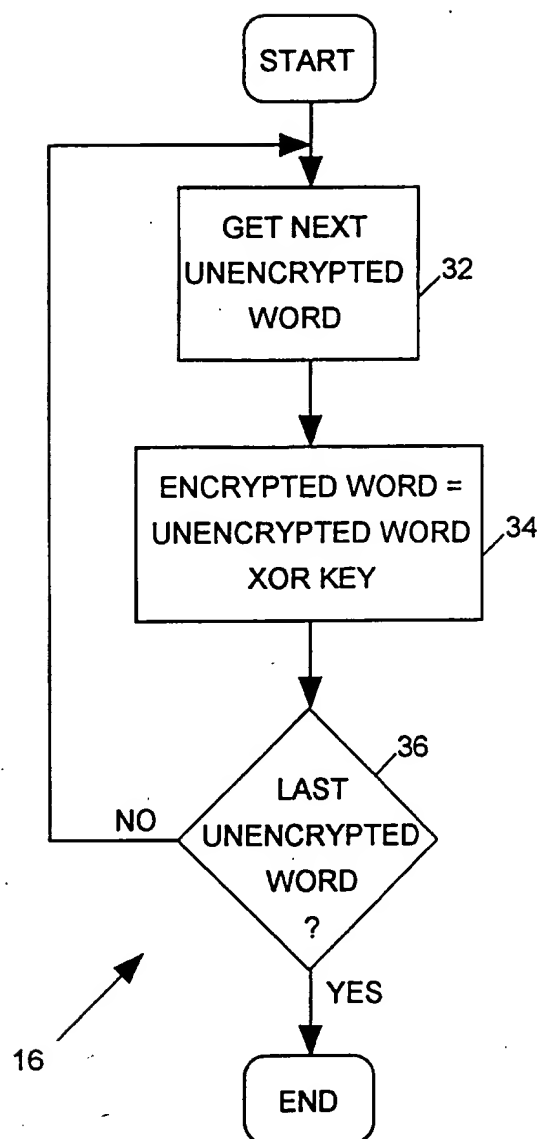 START
GET NEXT
UNENCRYPTED
WORD
32
ENCRYPTED WORD =
UNENCRYPTED WORD
XOR KEY
34
36
LAST
UNENCRYPTED
WORD
?
NO
YES
16
END